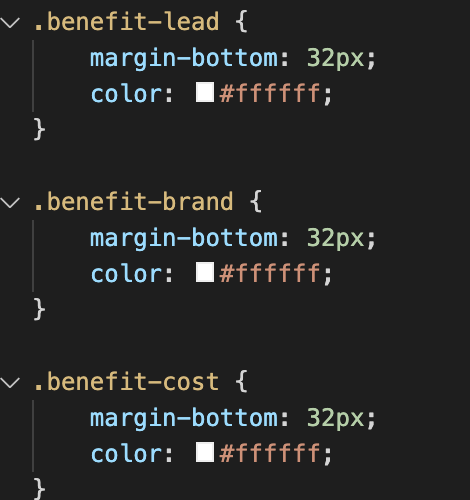 .benefit-lead {
    margin-bottom: 32px;
    color: #ffffff;
}

.benefit-brand {
    margin-bottom: 32px;
    color: #ffffff;
}

.benefit-cost {
    margin-bottom: 32px;
    color: #ffffff;
}